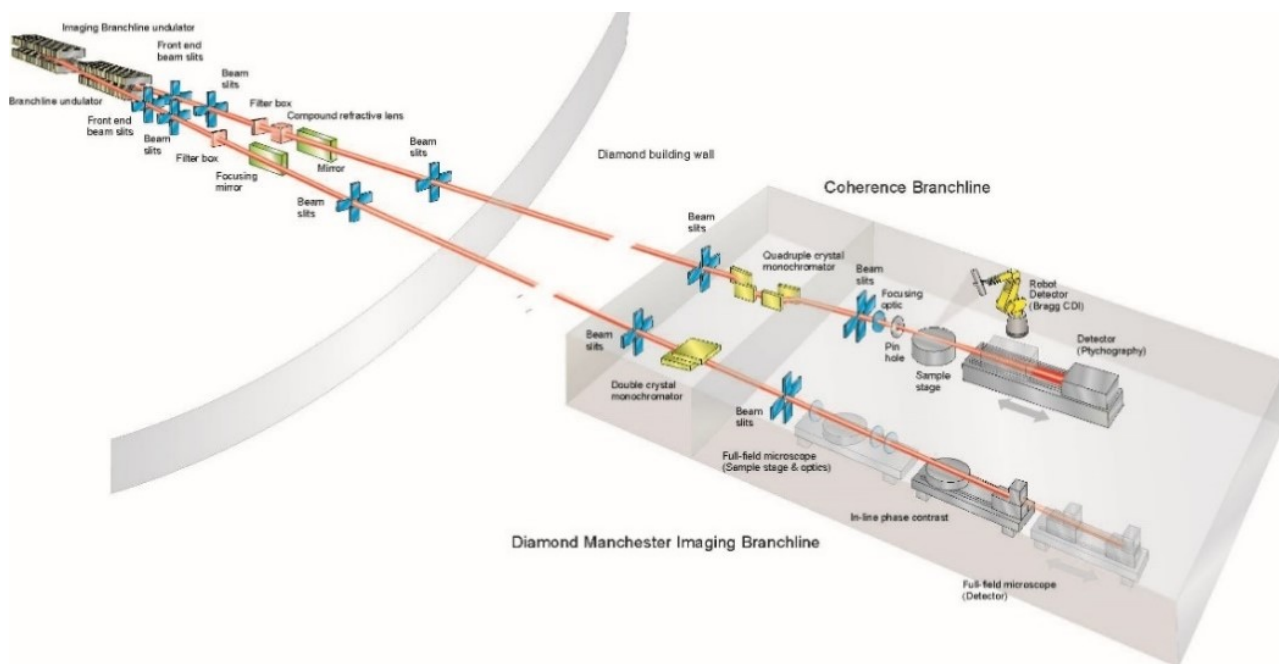 Imaging Branchline undulator
Front end
beam slits
Beam
slits
Branchline undulator
Filter box
Compound refractive lens
Front end
beam slits
Beam
slits
Filter box
Mirror
Focusing
mirror
Beam
slits
Beam
slits
Diamond building wall
Coherence Branchline
Beam
slits
Quadruple crystal
monochromator
Beam
slits
Focusing
optic
Robot
Detector
(Bragg CDI)
Pin
hole
Detector
(Ptychography)
Sample
stage
Beam
slits
Double crystal
monochromator
Beam
slits
Full-field microscope
(Sample stage & optics)
In-line phase contrast
Diamond Manchester Imaging Branchline
Full-field microscope
(Detector)